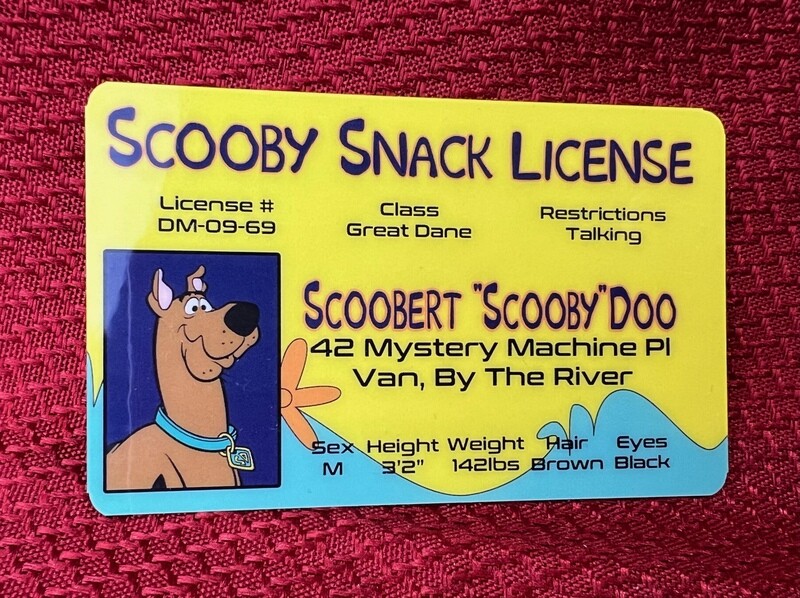 SCOOBY SNACK LICENSE
License #
DM-09-69
Class
Great Dane
Restrictions
Talking
SCOOBERT "SCOOBY" DOO
42 Mystery Machine Pl
Van, By The River
Sex Height Weight Hair Eyes
M 3'2" 142lbs Brown Black